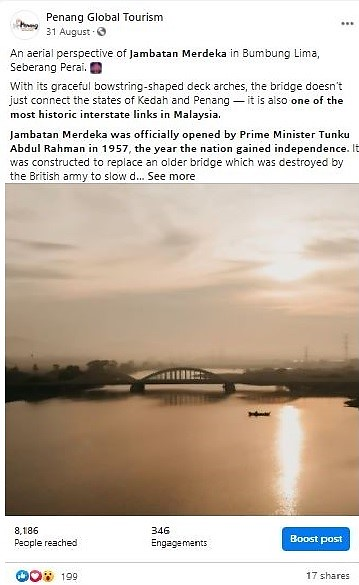 Penang Global Tourism
31 August ·
An aerial perspective of Jambatan Merdeka in Bumbung Lima,
Seberang Perai.
With its graceful bowstring-shaped deck arches, the bridge doesn't
just connect the states of Kedah and Penang — it is also one of the
most historic interstate links in Malaysia.
Jambatan Merdeka was officially opened by Prime Minister Tunku
Abdul Rahman in 1957, the year the nation gained independence. It
was constructed to replace an older bridge which was destroyed by
the British army to slow d... See more
8,186
People reached
346
Engagements
Boost post
199
17 shares